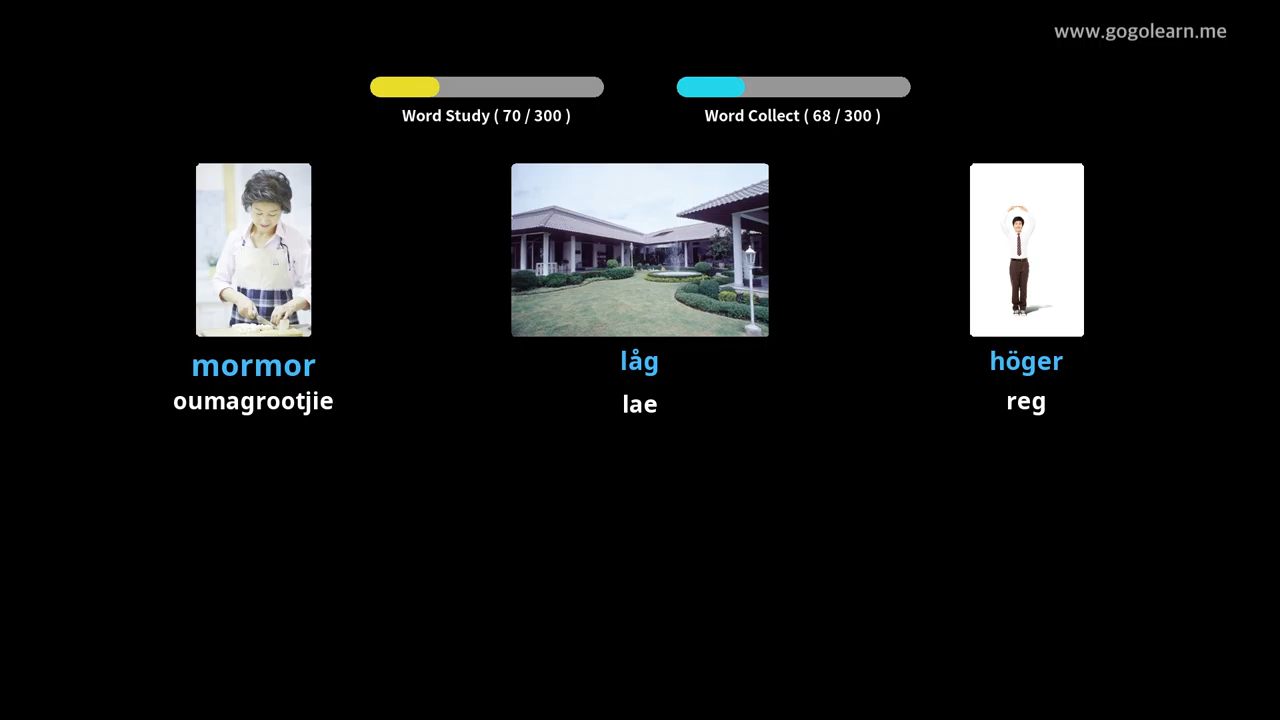 www.gogolearn.me
Word Study ( 70 / 300 )
Word Collect ( 68 / 300 )
mormor
oumagrootjie
låg
lae
höger
reg